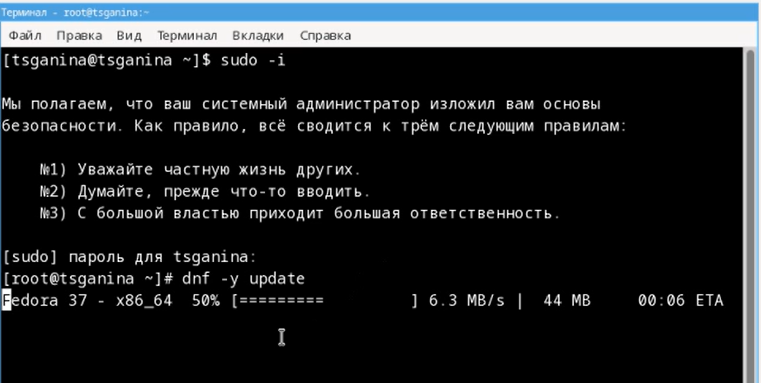 Терминал - root@tsganina:~
Файл Правка Вид Терминал Вкладки Справка
[tsganina@tsganina ~]$ sudo -i
Мы полагаем, что ваш системный администратор изложил вам основы
безопасности. Как правило, всё сводится к трём следующим правилам:
№1) Уважайте частную жизнь других.
№2) Думайте, прежде что-то вводить.
№3) С большой властью приходит большая ответственность.
[sudo] пароль для tsganina:
[root@tsganina ~]# dnf -y update
Fedora 37 - x86_64  50% [=========          ] 6.3 MB/s |  44 MB     00:06 ETA